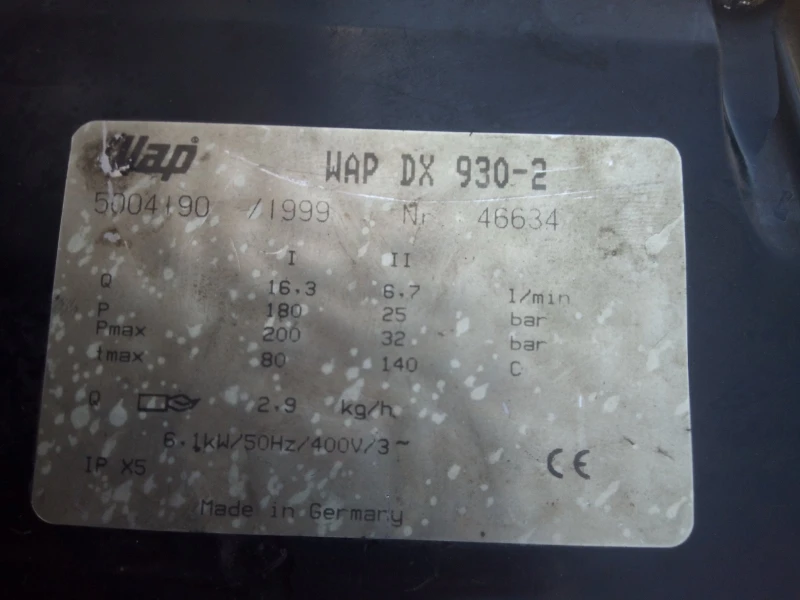 Wap®
WAP DX 930-2
5004190 /1999 Nr 46634
I II
Q 16.3 6.7 l/min
P 180 25 bar
Pmax 200 32 bar
tmax 80 140 C
Q 2.9 kg/h
6.1kW/50Hz/400V/3~
IP X5
CE
Made in Germany